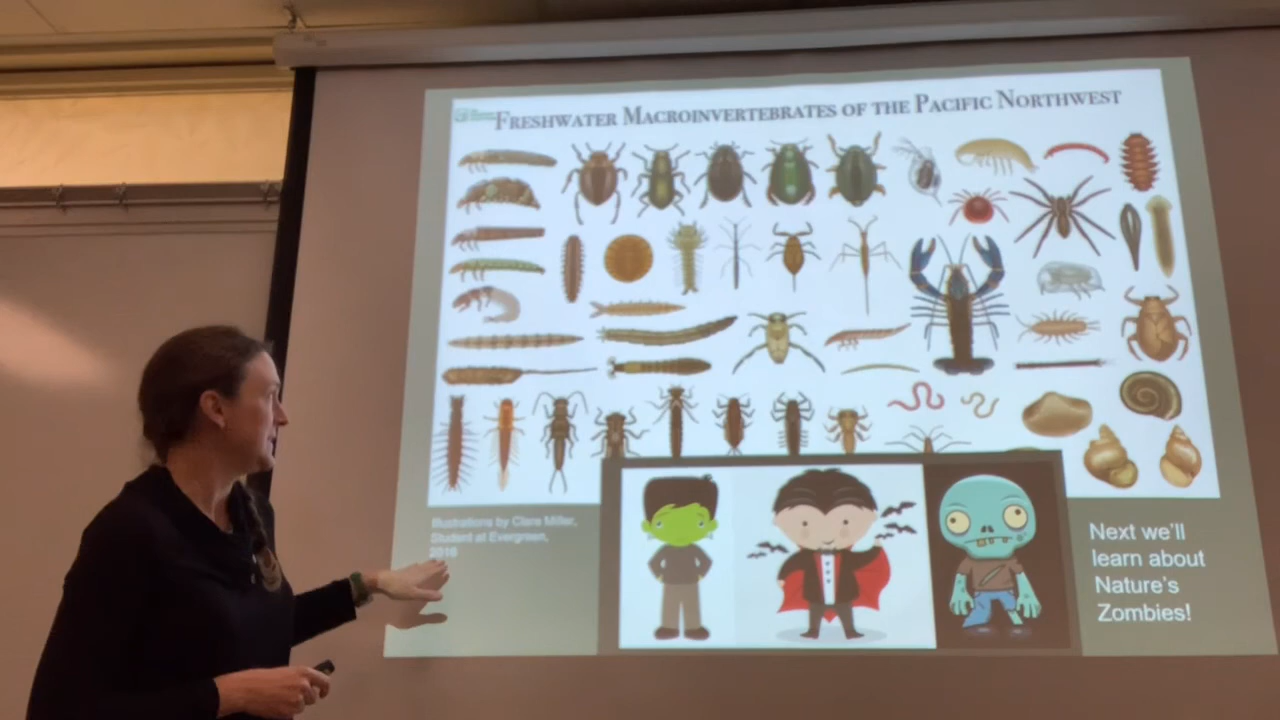 FRESHWATER MACROINVERTEBRATES OF THE PACIFIC NORTHWEST
Illustrations by Clare Miller,
Student at Evergreen,
Next we'll
learn about
Nature's
Zombies!